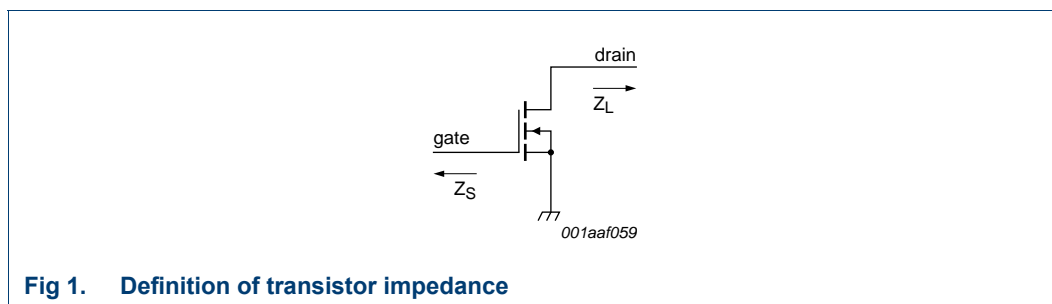 drain
Z_L
gate
Z_S
001aaf059
Fig 1. Definition of transistor impedance